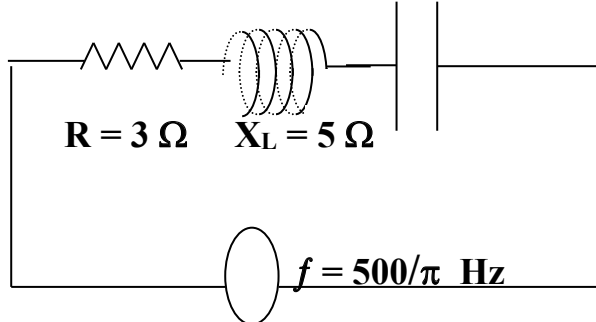 R = 3 Ω X_L = 5 Ω
f = 500/π Hz